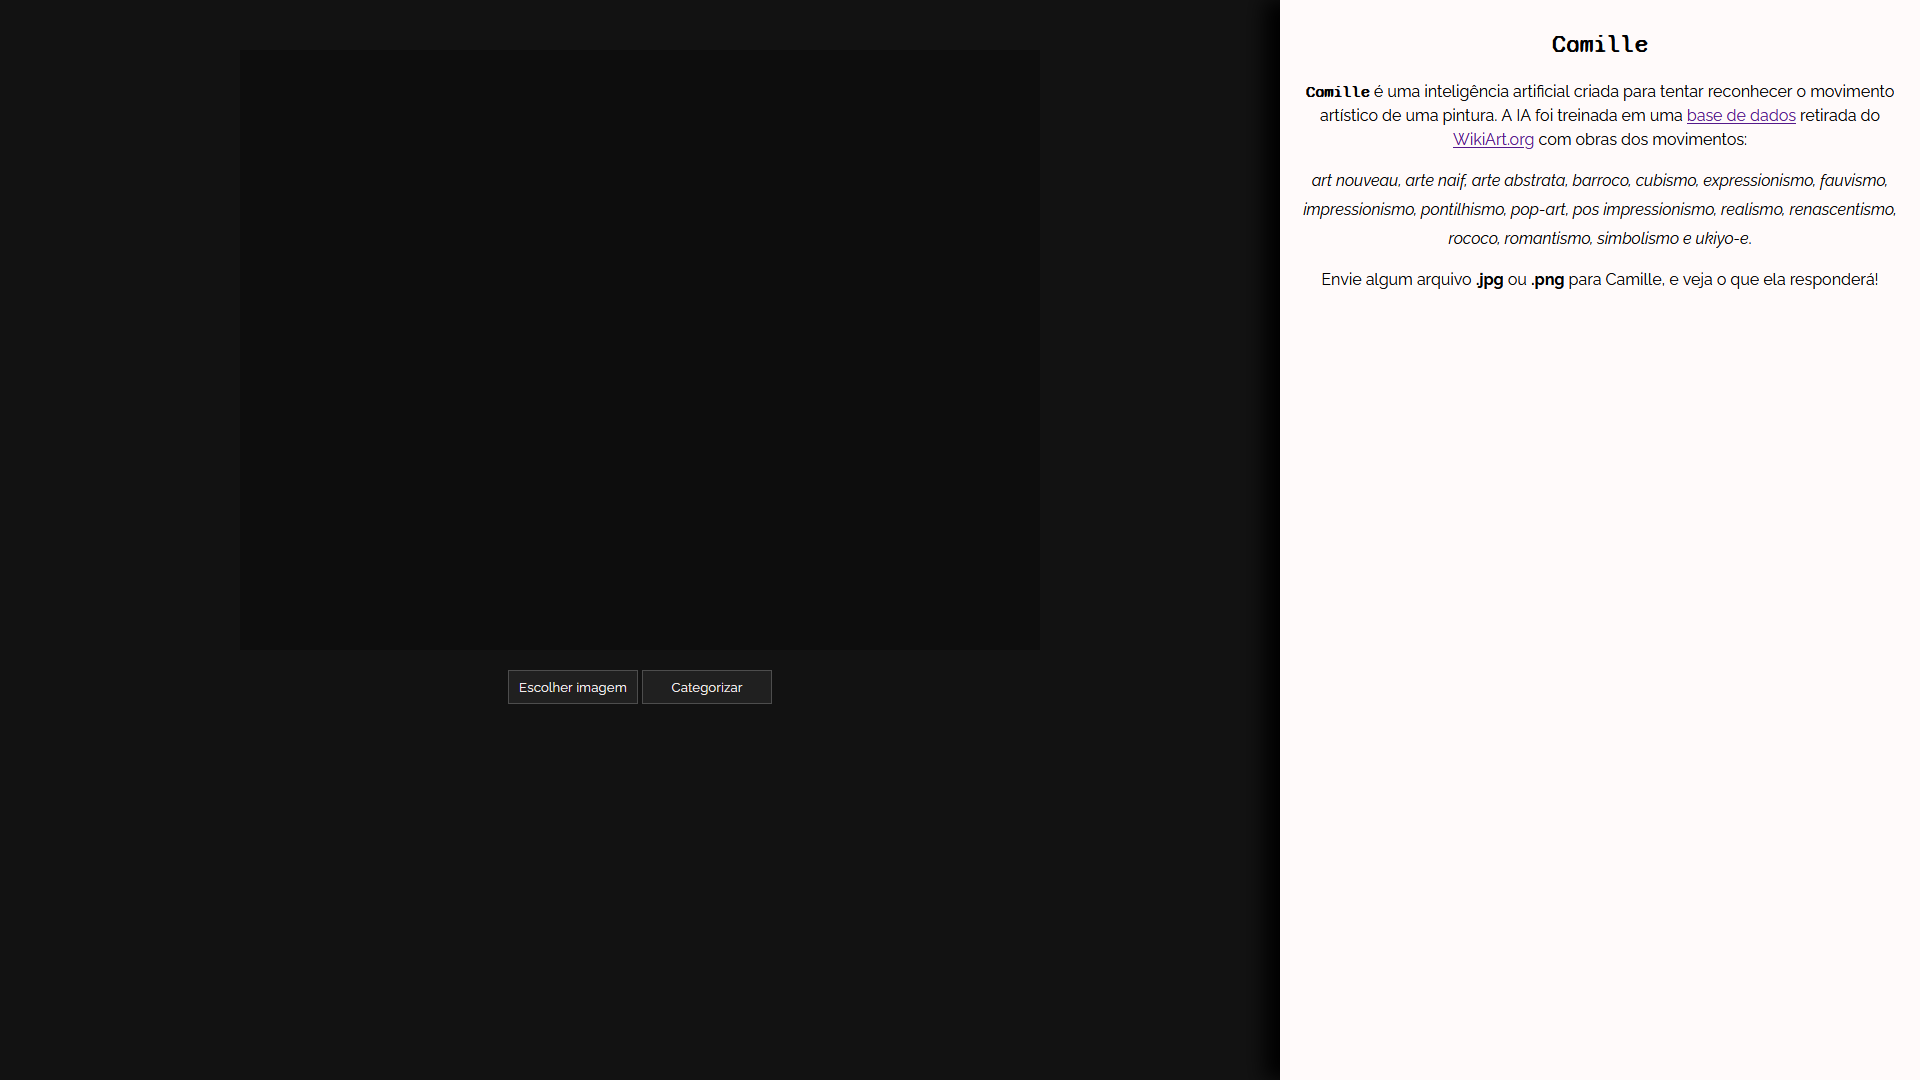 Camille
Camille é uma inteligência artificial criada para tentar reconhecer o movimento
artístico de uma pintura. A IA foi treinada em uma base de dados retirada do
WikiArt.org com obras dos movimentos:
art nouveau, arte naif, arte abstrata, barroco, cubismo, expressionismo, fauvismo,
impressionismo, pontilhismo, pop-art, pos impressionismo, realismo, renascentismo,
rococo, romantismo, simbolismo e ukiyo-e.
Envie algum arquivo .jpg ou .png para Camille, e veja o que ela responderá!
Escolher imagem
Categorizar